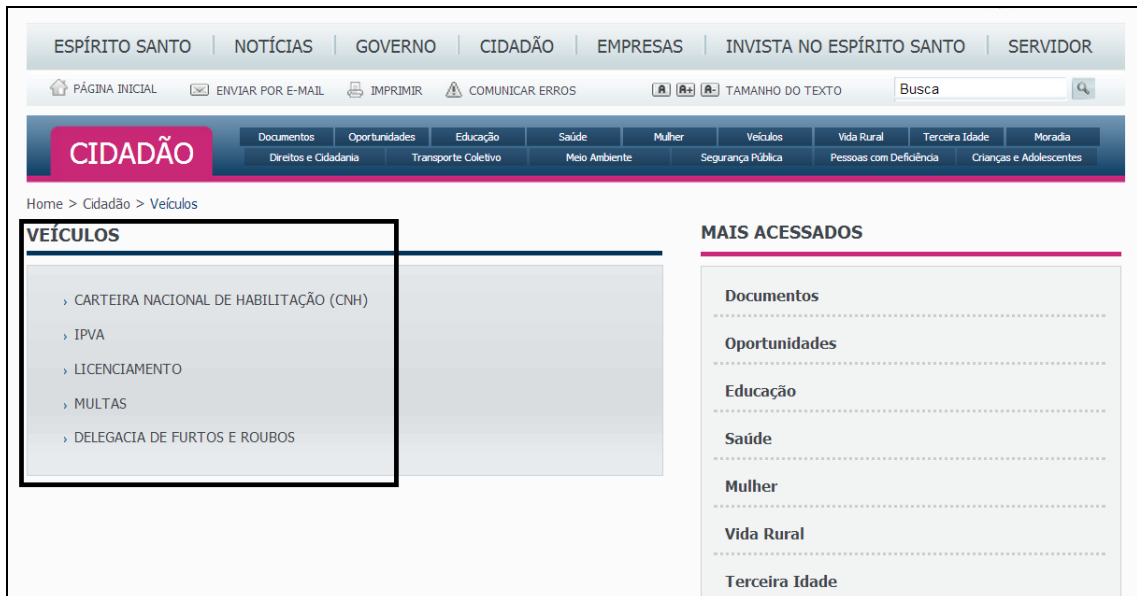 ESPÍRITO SANTO NOTÍCIAS GOVERNO CIDADÃO EMPRESAS INVISTA NO ESPÍRITO SANTO SERVIDOR
PÁGINA INICIAL ENVIAR POR E-MAIL IMPRIMIR COMUNICAR ERROS A A+ A- TAMANHO DO TEXTO Busca
CIDADÃO
Documentos Oportunidades Educação Saúde Mulher Veículos Vida Rural Terceira Idade Moradia
Direitos e Cidadania Transporte Coletivo Meio Ambiente Segurança Pública Pessoas com Deficiência Crianças e Adolescentes
Home > Cidadão > Veículos
VEÍCULOS
› CARTEIRA NACIONAL DE HABILITAÇÃO (CNH)
› IPVA
› LICENCIAMENTO
› MULTAS
› DELEGACIA DE FURTOS E ROUBOS
MAIS ACESSADOS
Documentos
Oportunidades
Educação
Saúde
Mulher
Vida Rural
Terceira Idade